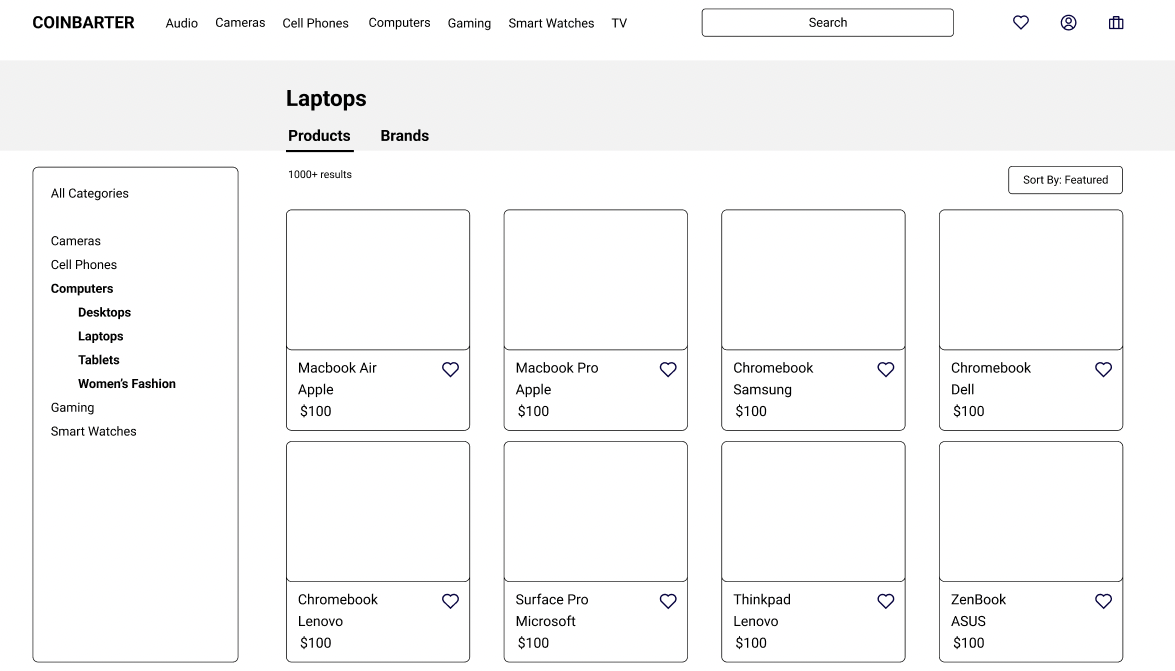 COINBARTER Audio Cameras Cell Phones Computers Gaming Smart Watches TV Search
Laptops
Products Brands
All Categories
Cameras
Cell Phones
Computers
Desktops
Laptops
Tablets
Women's Fashion
Gaming
Smart Watches
1000+ results
Sort By: Featured
Macbook Air
Apple
$100
Macbook Pro
Apple
$100
Chromebook
Samsung
$100
Chromebook
Dell
$100
Chromebook
Lenovo
$100
Surface Pro
Microsoft
$100
Thinkpad
Lenovo
$100
ZenBook
ASUS
$100